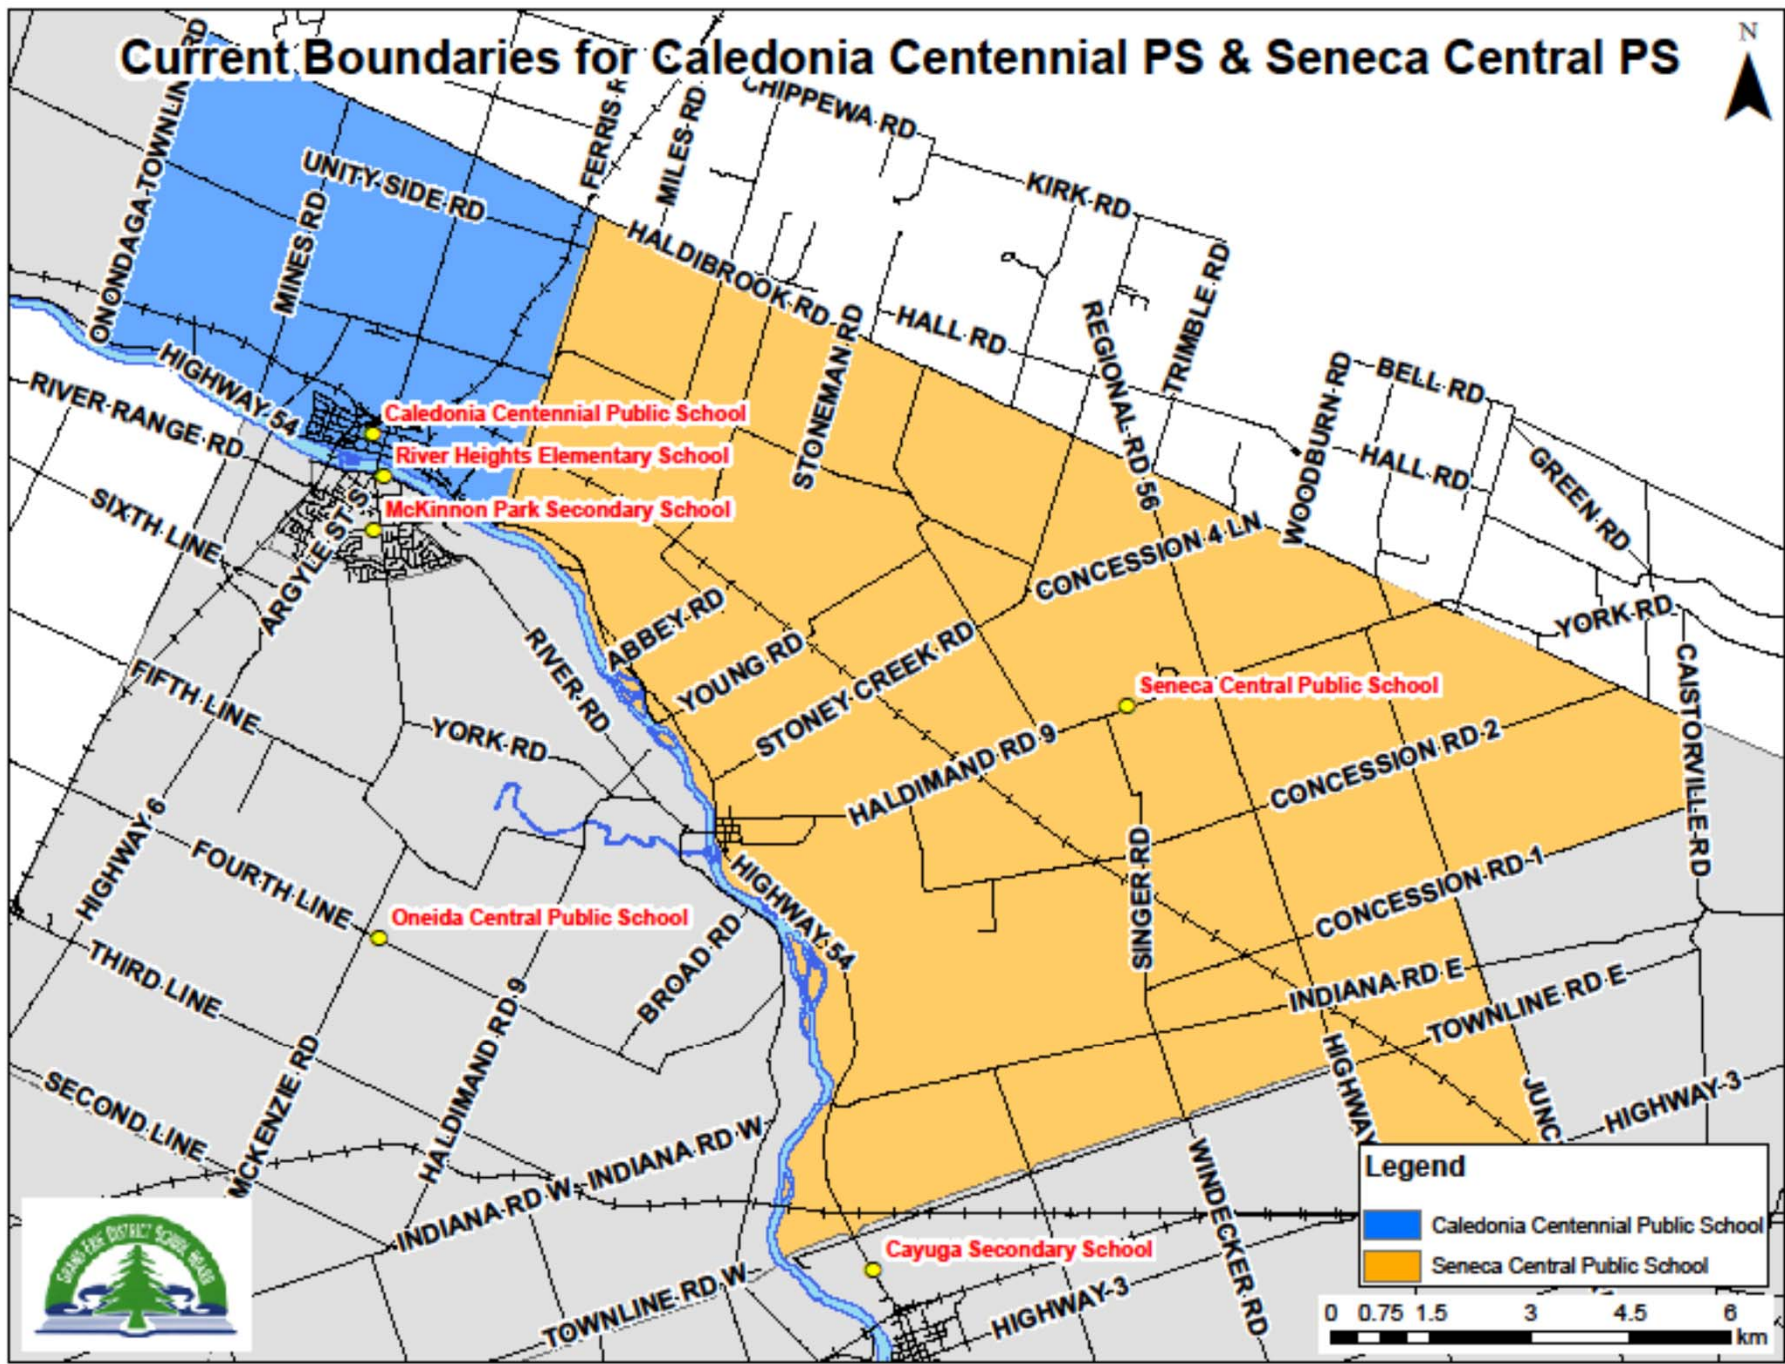 Current Boundaries for Caledonia Centennial PS & Seneca Central PS
N
ONONDAGA TOWNLINE RD
FERRIS R
MILES RD
CHIPPEWA RD
KIRK RD
UNITY SIDE RD
MINES RD
HALDIBROOK RD
HALL RD
STONEMAN RD
REGIONAL RD 56
TRIMBLE RD
WOODBURN RD
BELL RD
HALL RD
GREEN RD
HIGHWAY 54
RIVER RANGE RD
Caledonia Centennial Public School
River Heights Elementary School
McKinnon Park Secondary School
SIXTH LINE
ARGYLE ST S
CONCESSION 4 LN
YORK RD
CAISTORVILLE RD
ABBEY RD
YOUNG RD
STONEY CREEK RD
RIVER RD
FIFTH LINE
YORK RD
Seneca Central Public School
HALDIMAND RD 9
CONCESSION RD 2
HIGHWAY 6
FOURTH LINE
HIGHWAY 54
SINGER RD
CONCESSION RD 1
Oneida Central Public School
BROAD RD
THIRD LINE
INDIANA RD E
TOWNLINE RD E
HALDIMAND RD 9
MCKENZIE RD
SECOND LINE
HIGHWAY
JUNC
HIGHWAY 3
INDIANA RD W
INDIANA RD W
WINDECKER RD
Cayuga Secondary School
TOWNLINE RD W
HIGHWAY 3
GRAND ERIE DISTRICT SCHOOL BOARD
Legend
Caledonia Centennial Public School
Seneca Central Public School
0 0.75 1.5 3 4.5 6
km